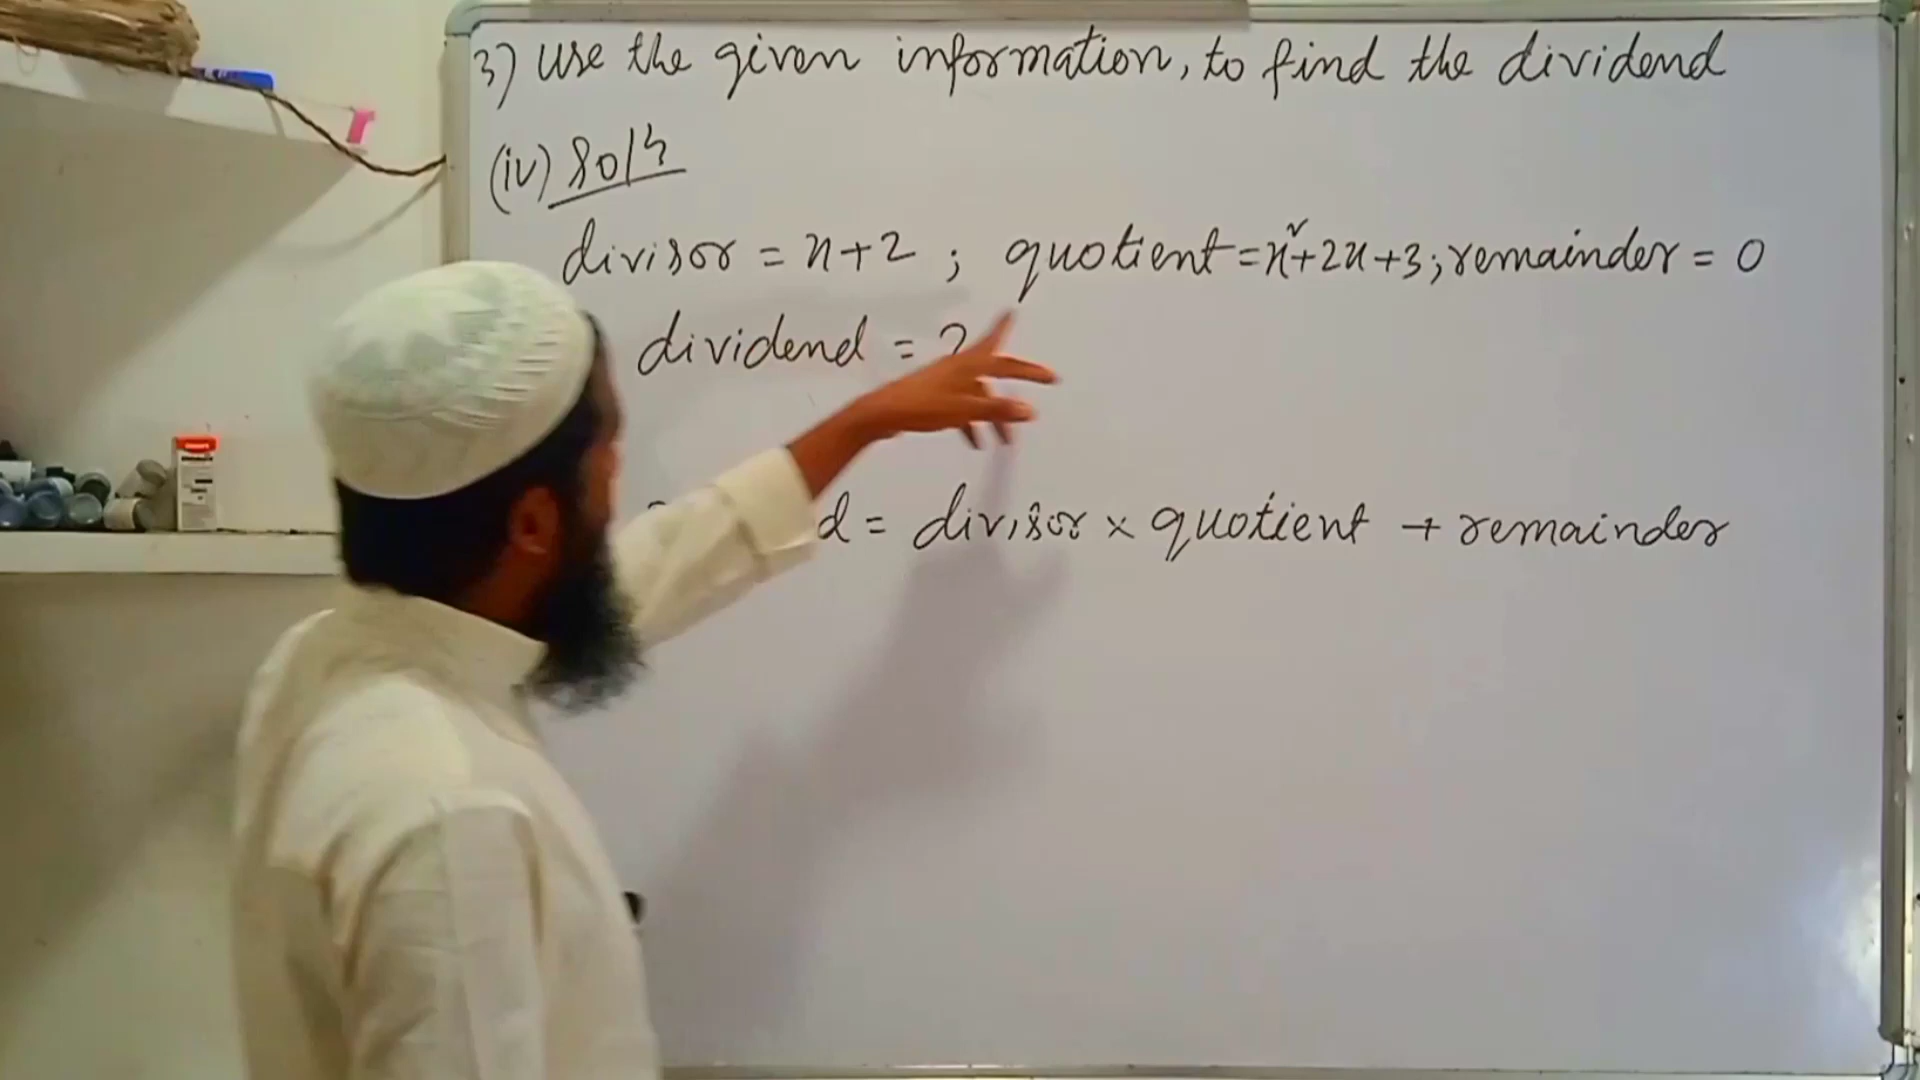 3) Use the given information, to find the dividend
(iv) Sol:
divisor = x+2 ; quotient = x²+2x+3 ; remainder = 0
dividend = ?
d = divisor × quotient + remainder